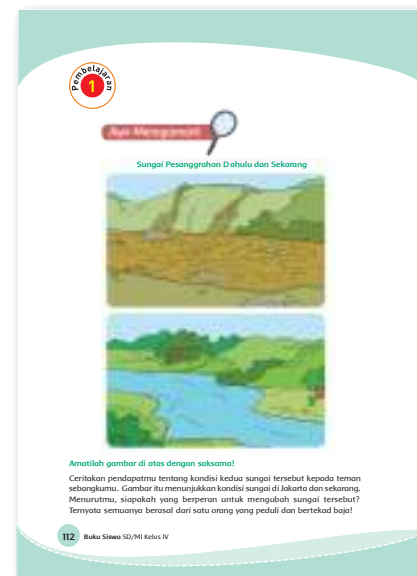 Pembelajaran
1
Ayo Mengamati
Sungai Pesanggrahan Dahulu dan Sekarang
Amatilah gambar di atas dengan saksama!
Ceritakan pendapatmu tentang kondisi kedua sungai tersebut kepada teman
sebangkumu. Gambar itu menunjukkan kondisi sungai di Jakarta dan sekarang.
Menurutmu, siapakah yang berperan untuk mengubah sungai tersebut?
Ternyata semuanya berasal dari satu orang yang peduli dan bertekad baja!
112 Buku Siswa SD/MI Kelas IV